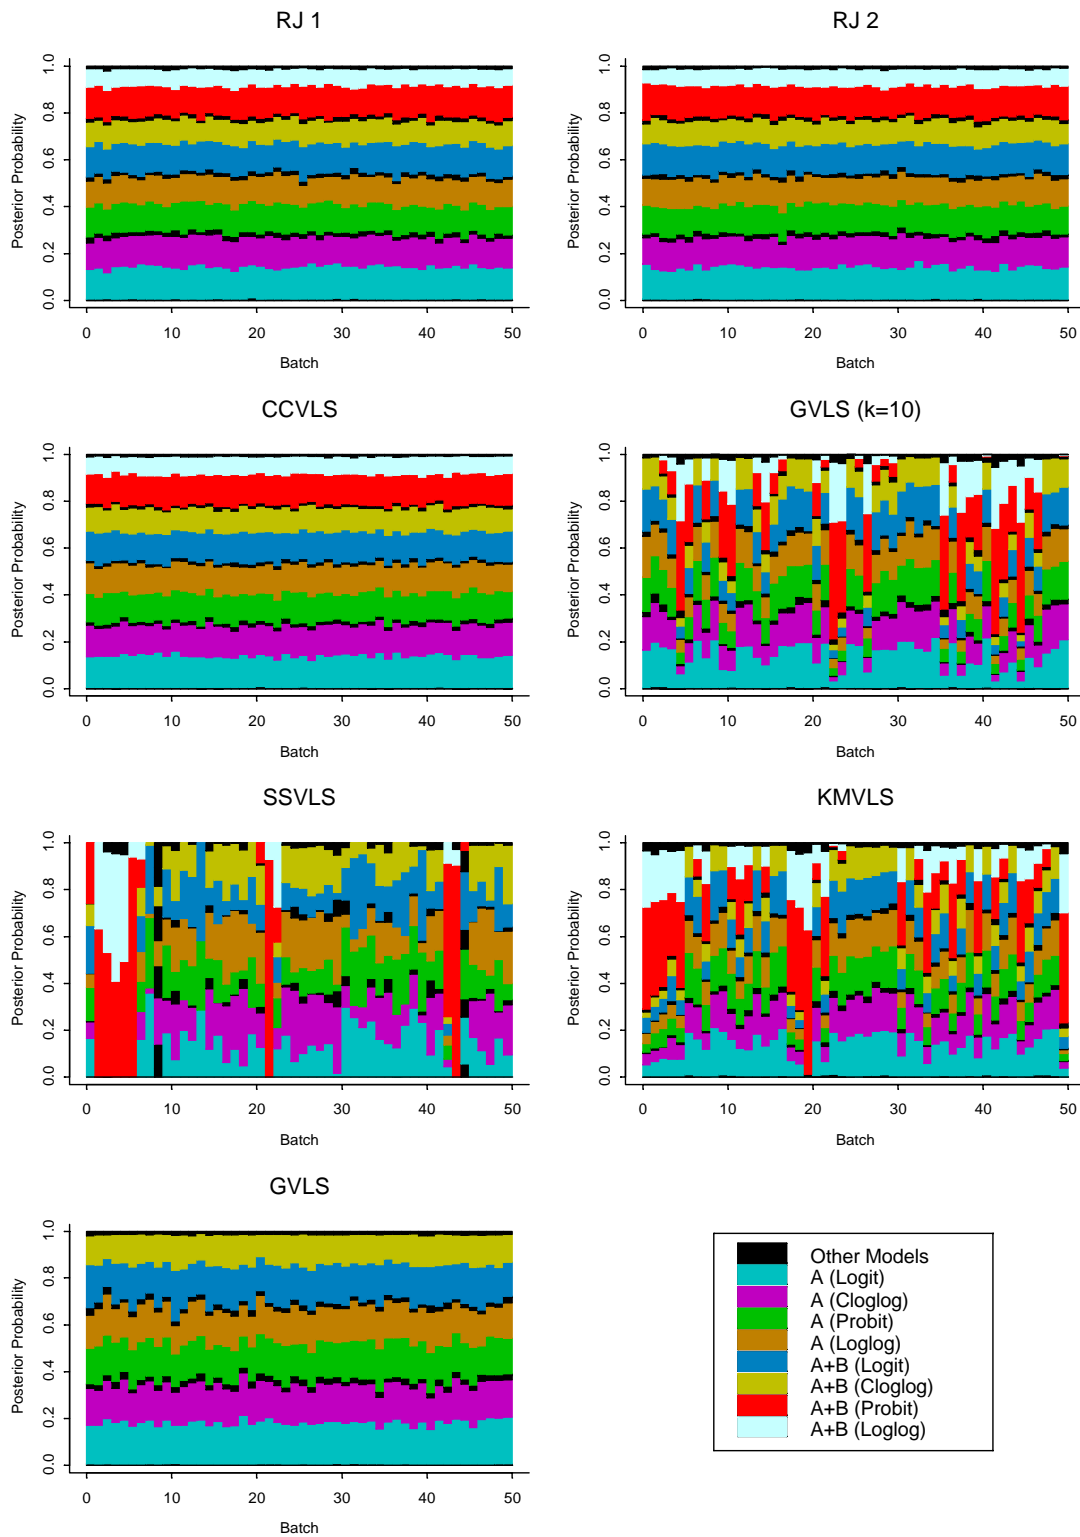 RJ 1
Posterior Probability
0.0 0.2 0.4 0.6 0.8 1.0
0 10 20 30 40 50
Batch
RJ 2
Posterior Probability
0.0 0.2 0.4 0.6 0.8 1.0
0 10 20 30 40 50
Batch
CCVLS
Posterior Probability
0.0 0.2 0.4 0.6 0.8 1.0
0 10 20 30 40 50
Batch
GVLS (k=10)
Posterior Probability
0.0 0.2 0.4 0.6 0.8 1.0
0 10 20 30 40 50
Batch
SSVLS
Posterior Probability
0.0 0.2 0.4 0.6 0.8 1.0
0 10 20 30 40 50
Batch
KMVLS
Posterior Probability
0.0 0.2 0.4 0.6 0.8 1.0
0 10 20 30 40 50
Batch
GVLS
Posterior Probability
0.0 0.2 0.4 0.6 0.8 1.0
0 10 20 30 40 50
Batch
Other Models
A (Logit)
A (Cloglog)
A (Probit)
A (Loglog)
A+B (Logit)
A+B (Cloglog)
A+B (Probit)
A+B (Loglog)